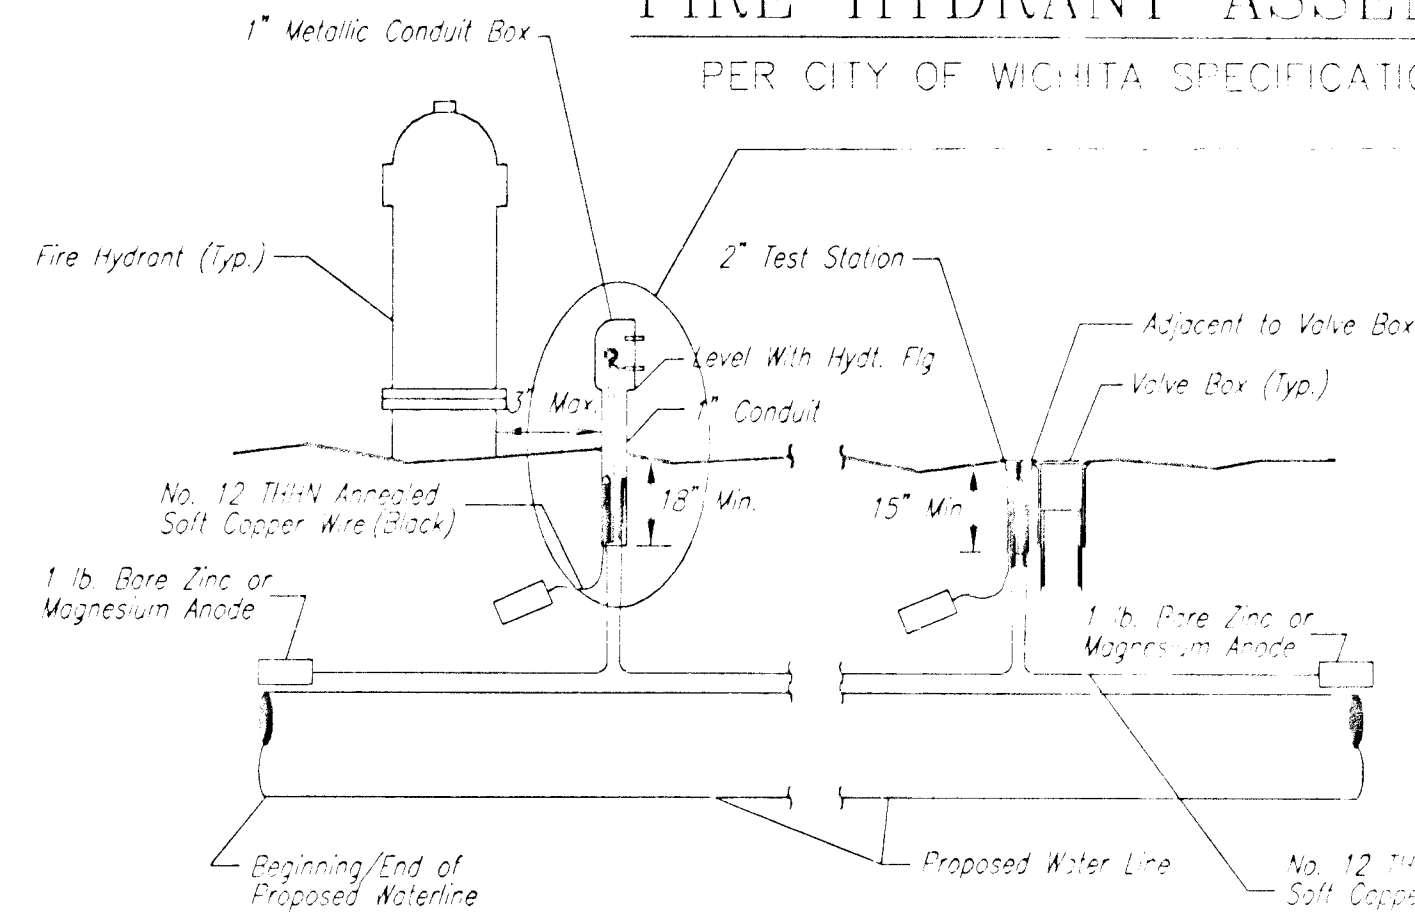 FIRE HYDRANT
1" Metallic Conduit Box
PER CITY OF WICHITA
Fire Hydrant (Typ.)
2" Test Station
Adjacent to Valve Box
Level With Hydt. Flg
Valve Box (Typ.)
3" Max.
1" Conduit
No. 12 THHN Annealed
Soft Copper Wire (Black)
18" Min.
15" Min
1 lb. Bare Zinc or
Magnesium Anode
1 lb. Bare Zinc or
Magnesium Anode
Beginning/End of
Proposed Waterline
Proposed Water Line
No. 12
Soft